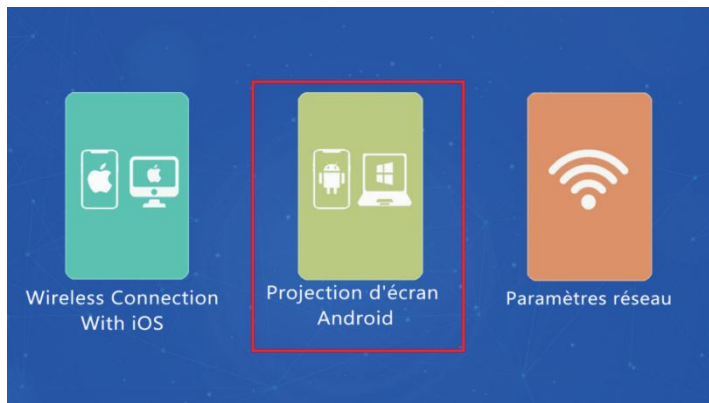 Wireless Connection
With iOS
Projection d'écran
Android
Paramètres réseau